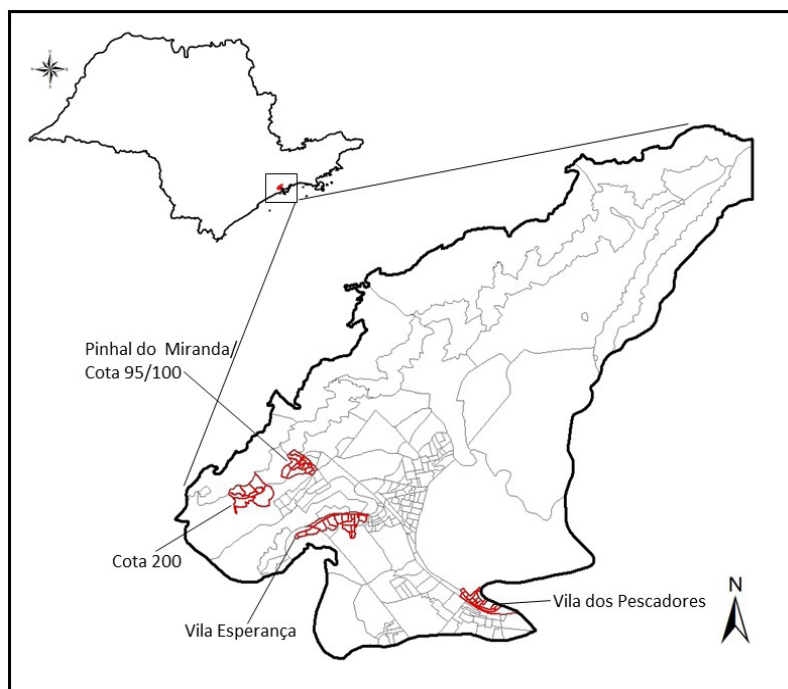 Pinhal do Miranda/
Cota 95/100
Cota 200
Vila Esperança
Vila dos Pescadores
N